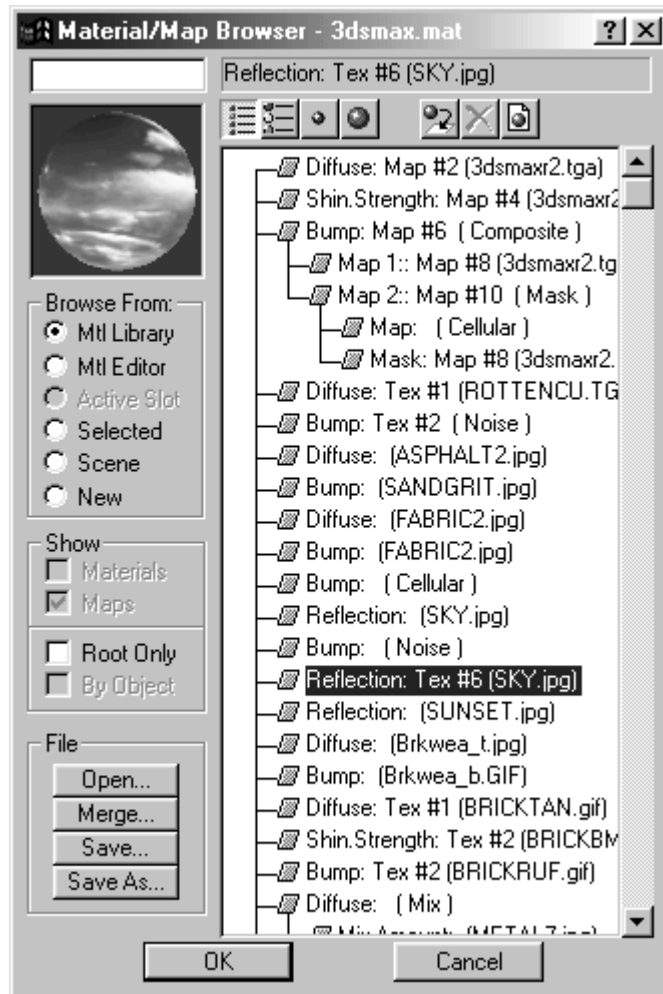 Material/Map Browser - 3dsmax.mat
Reflection: Tex #6 (SKY.jpg)
Diffuse: Map #2 (3dsmaxr2.tga)
Shin.Strength: Map #4 (3dsmaxr2
Bump: Map #6 ( Composite )
Map 1:: Map #8 (3dsmaxr2.tg
Map 2:: Map #10 ( Mask )
Map: ( Cellular )
Mask: Map #8 (3dsmaxr2.
Diffuse: Tex #1 (ROTTENCU.TG
Bump: Tex #2 ( Noise )
Diffuse: (ASPHALT2.jpg)
Bump: (SANDGRIT.jpg)
Diffuse: (FABRIC2.jpg)
Bump: (FABRIC2.jpg)
Bump: ( Cellular )
Reflection: (SKY.jpg)
Bump: ( Noise )
Reflection: Tex #6 (SKY.jpg)
Reflection: (SUNSET.jpg)
Diffuse: (Brkwea_t.jpg)
Bump: (Brkwea_b.GIF)
Diffuse: Tex #1 (BRICKTAN.gif)
Shin.Strength: Tex #2 (BRICKBM
Bump: Tex #2 (BRICKRUF.gif)
Diffuse: ( Mix )
Mix Amount: (METAL7.jpg)
Browse From:
Mtl Library
Mtl Editor
Active Slot
Selected
Scene
New
Show
Materials
Maps
Root Only
By Object
File
Open...
Merge...
Save...
Save As...
OK
Cancel